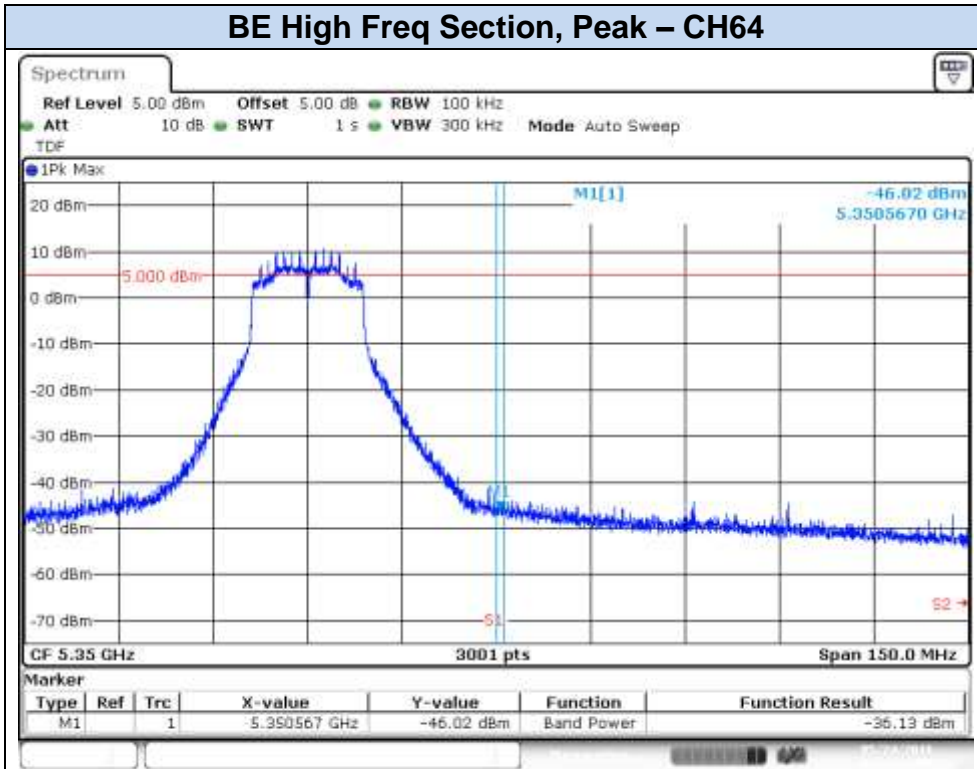 BE High Freq Section, Peak – CH64
Spectrum
Ref Level 5.00 dBm Offset 5.00 dB RBW 100 kHz
Att 10 dB SWT 1 s VBW 300 kHz Mode Auto Sweep
TDF
1Pk Max
M1[1] -46.02 dBm
5.3505670 GHz
20 dBm
10 dBm
5.000 dBm
0 dBm
-10 dBm
-20 dBm
-30 dBm
-40 dBm
M1
-50 dBm
-60 dBm
S2
-70 dBm
S1
CF 5.35 GHz 3001 pts Span 150.0 MHz
Marker
Type Ref Trc X-value Y-value Function Function Result
M1 1 5.350567 GHz -46.02 dBm Band Power -36.13 dBm